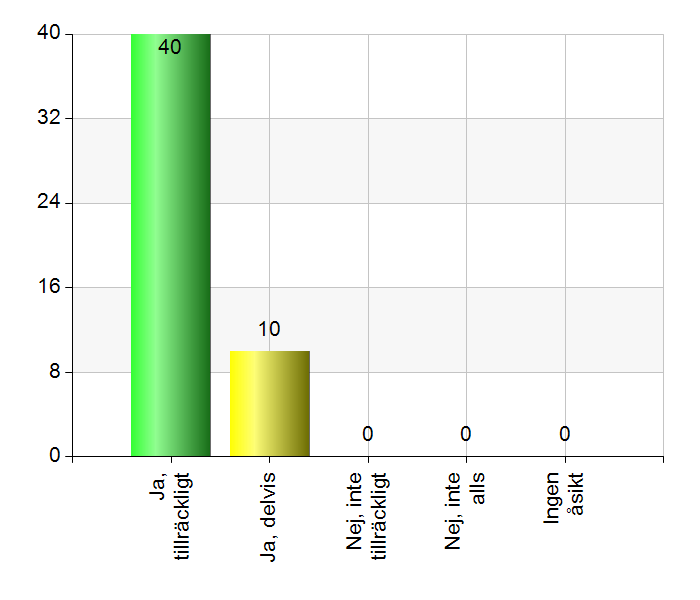 40
32
24
16
8
0
40
10
0
0
0
Ja,
tillräckligt
Ja, delvis
Nej, inte
tillräckligt
Nej, inte
alls
Ingen
åsikt